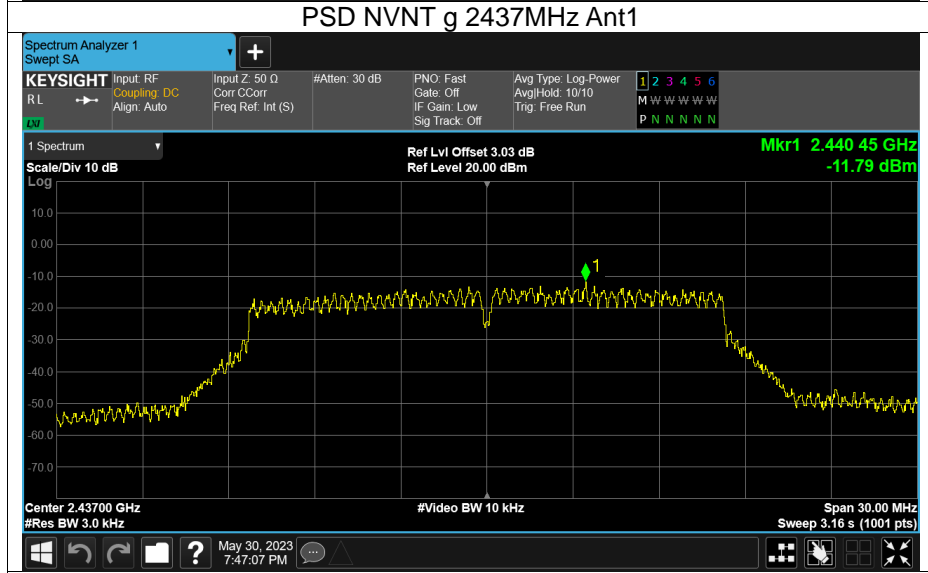 PSD NVNT g 2437MHz Ant1
Spectrum Analyzer 1
Swept SA
+
KEYSIGHT Input: RF Input Z: 50 Ω #Atten: 30 dB PNO: Fast Avg Type: Log-Power 1 2 3 4 5 6
R L Coupling: DC Corr CCorr Gate: Off Avg|Hold: 10/10 M W W W W W
Align: Auto Freq Ref: Int (S) IF Gain: Low Trig: Free Run
LXI Sig Track: Off P N N N N N
1 Spectrum Ref Lvl Offset 3.03 dB Mkr1 2.440 45 GHz
Scale/Div 10 dB Ref Level 20.00 dBm -11.79 dBm
Log
10.0
0.00
1
-10.0
-20.0
-30.0
-40.0
-50.0
-60.0
-70.0
Center 2.43700 GHz #Video BW 10 kHz Span 30.00 MHz
#Res BW 3.0 kHz Sweep 3.16 s (1001 pts)
? May 30, 2023
7:47:07 PM